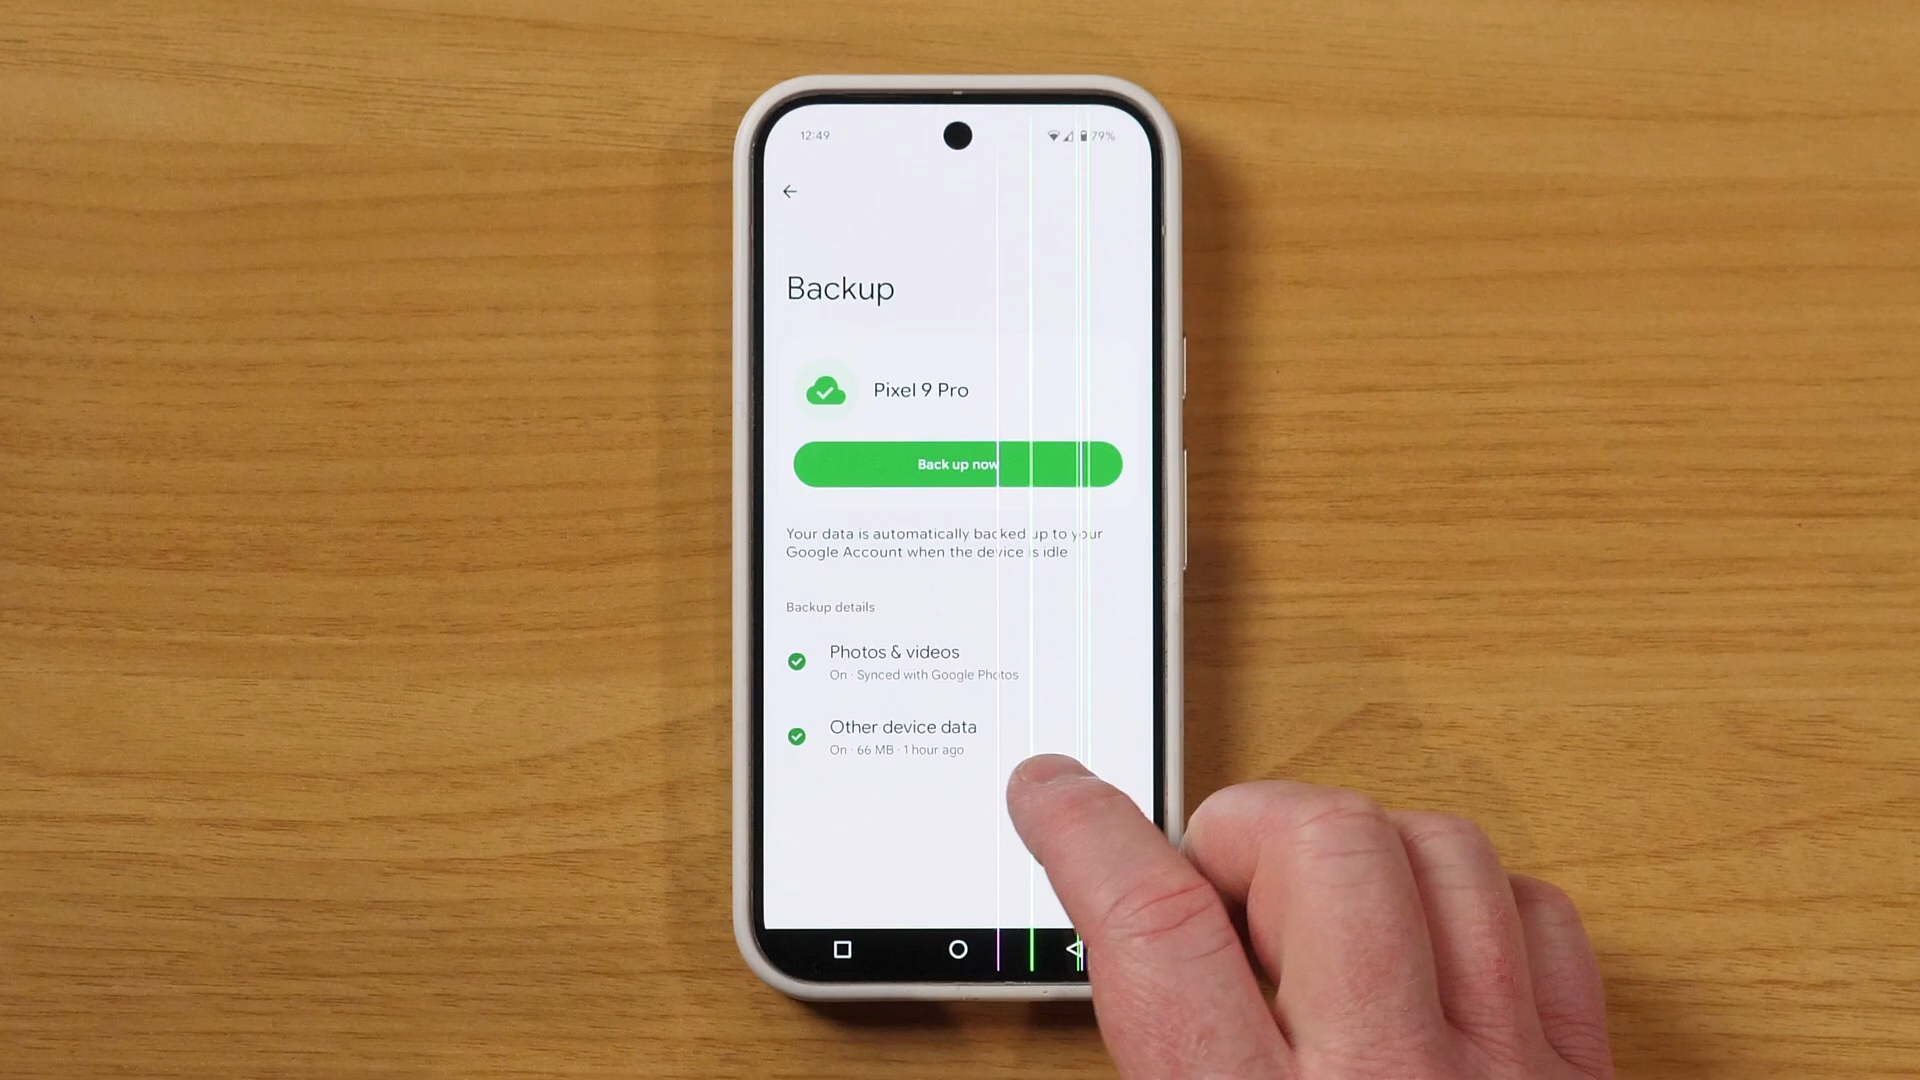 12:49
79%
Backup
Pixel 9 Pro
Back up now
Your data is automatically backed up to your
Google Account when the device is idle
Backup details
Photos & videos
On · Synced with Google Photos
Other device data
On · 66 MB · 1 hour ago